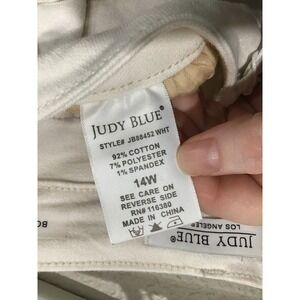 JUDY BLUE®
STYLE# JB88452 WHT
92% COTTON
7% POLYESTER
1% SPANDEX
14W
SEE CARE ON
REVERSE SIDE
RN# 116380
MADE IN CHINA
JUDY BLUE®
LOS ANGELES
BO